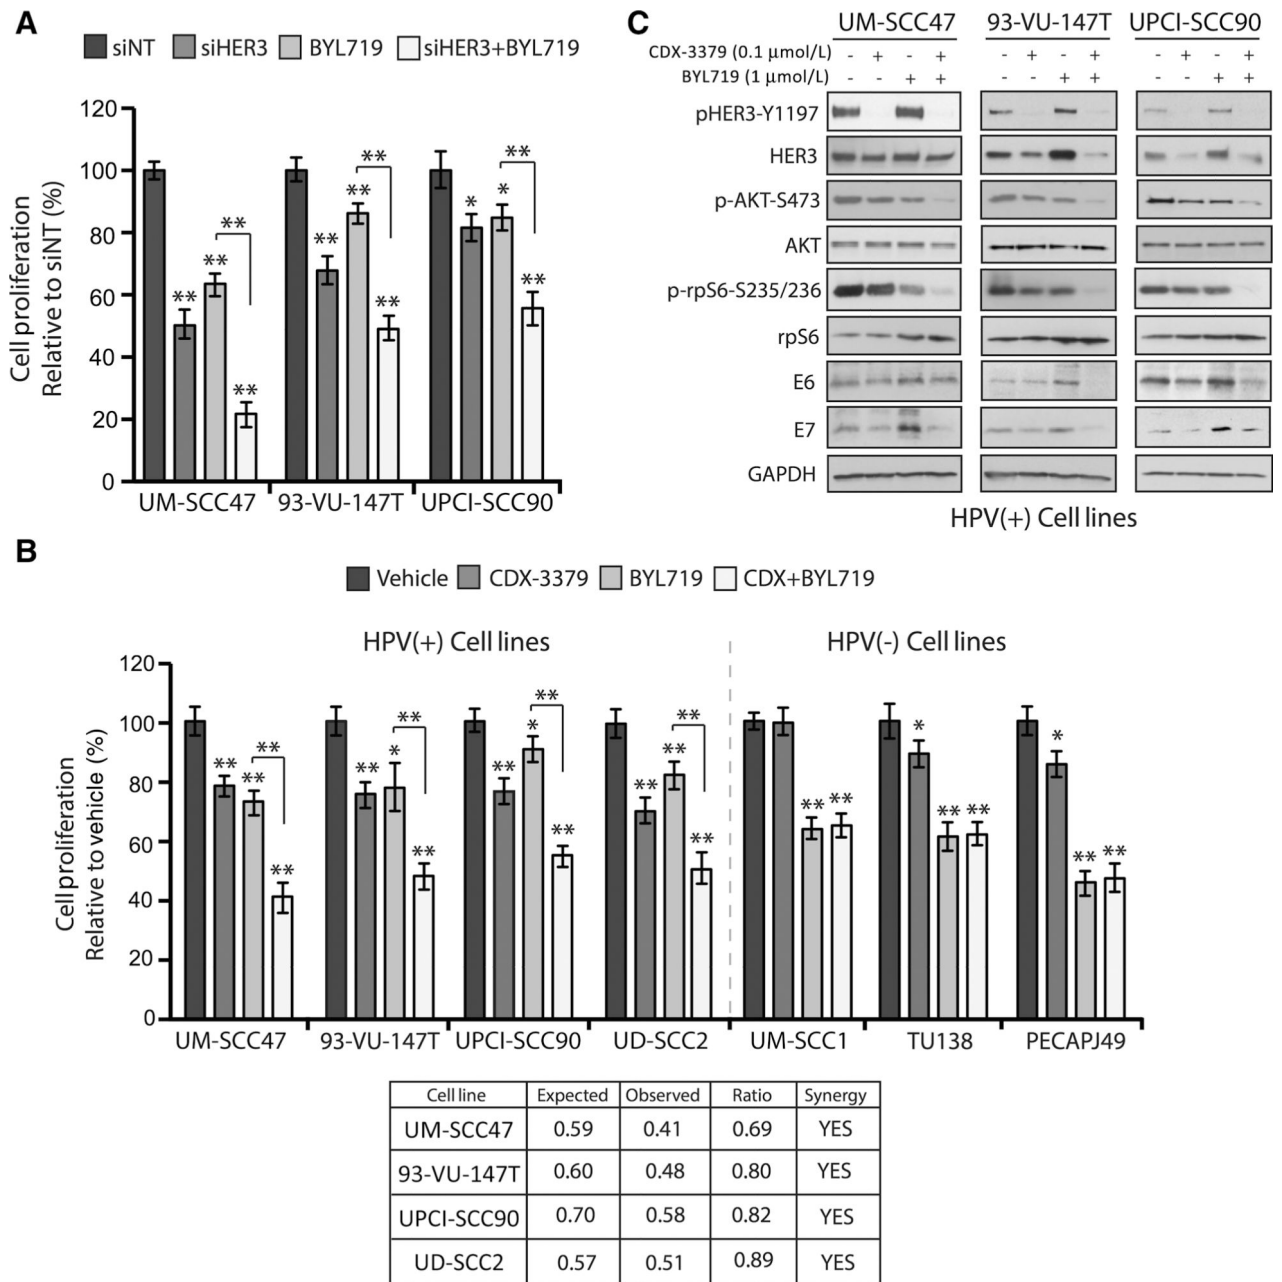 A
siNT siHER3 BYL719 siHER3+BYL719
Cell proliferation
Relative to siNT (%)
120
100
80
60
40
20
0
** ** **
** ** ** **
* * ** **
UM-SCC47 93-VU-147T UPCI-SCC90
C
UM-SCC47 93-VU-147T UPCI-SCC90
CDX-3379 (0.1 μmol/L) - + - + - + - + - + - +
BYL719 (1 μmol/L) - - + + - - + + - - + +
pHER3-Y1197
HER3
p-AKT-S473
AKT
p-rpS6-S235/236
rpS6
E6
E7
GAPDH
HPV(+) Cell lines
B
Vehicle CDX-3379 BYL719 CDX+BYL719
HPV(+) Cell lines HPV(-) Cell lines
Cell proliferation
Relative to vehicle (%)
120
100
80
60
40
20
0
** ** ** **
** * ** **
** * ** **
** ** ** **
** **
* ** **
* ** **
UM-SCC47 93-VU-147T UPCI-SCC90 UD-SCC2 UM-SCC1 TU138 PECAPJ49
Cell line Expected Observed Ratio Synergy
UM-SCC47 0.59 0.41 0.69 YES
93-VU-147T 0.60 0.48 0.80 YES
UPCI-SCC90 0.70 0.58 0.82 YES
UD-SCC2 0.57 0.51 0.89 YES